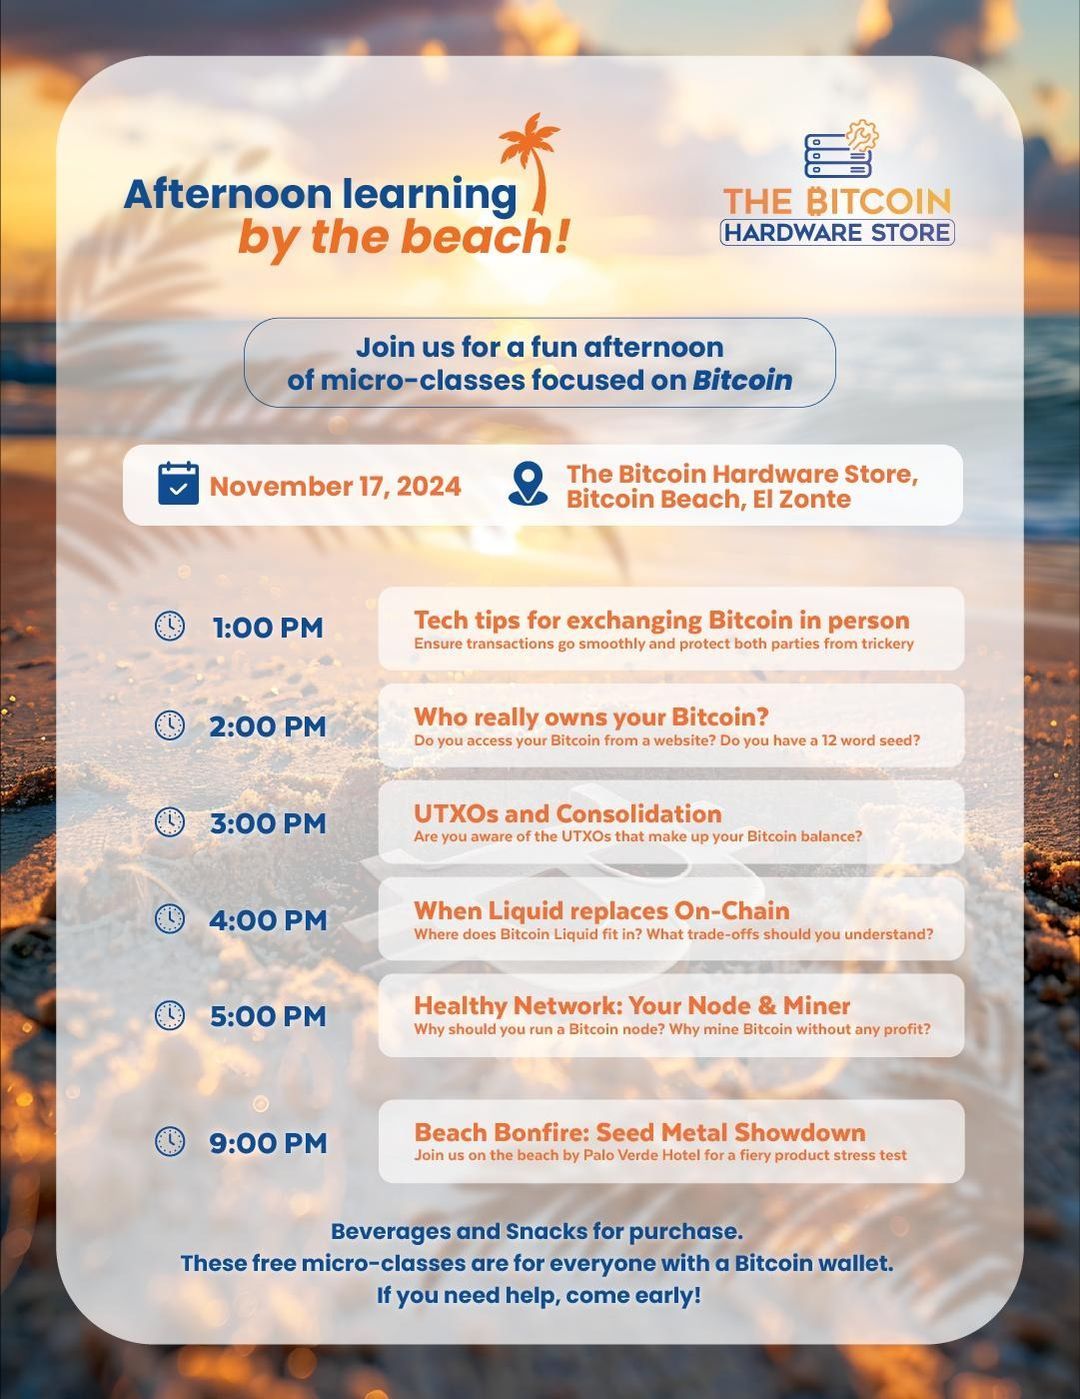 Afternoon learning
by the beach!
THE BITCOIN
HARDWARE STORE
Join us for a fun afternoon
of micro-classes focused on Bitcoin
November 17, 2024
The Bitcoin Hardware Store,
Bitcoin Beach, El Zonte
1:00 PM
Tech tips for exchanging Bitcoin in person
Ensure transactions go smoothly and protect both parties from trickery
2:00 PM
Who really owns your Bitcoin?
Do you access your Bitcoin from a website? Do you have a 12 word seed?
3:00 PM
UTXOs and Consolidation
Are you aware of the UTXOs that make up your Bitcoin balance?
4:00 PM
When Liquid replaces On-Chain
Where does Bitcoin Liquid fit in? What trade-offs should you understand?
5:00 PM
Healthy Network: Your Node & Miner
Why should you run a Bitcoin node? Why mine Bitcoin without any profit?
9:00 PM
Beach Bonfire: Seed Metal Showdown
Join us on the beach by Palo Verde Hotel for a fiery product stress test
Beverages and Snacks for purchase.
These free micro-classes are for everyone with a Bitcoin wallet.
If you need help, come early!